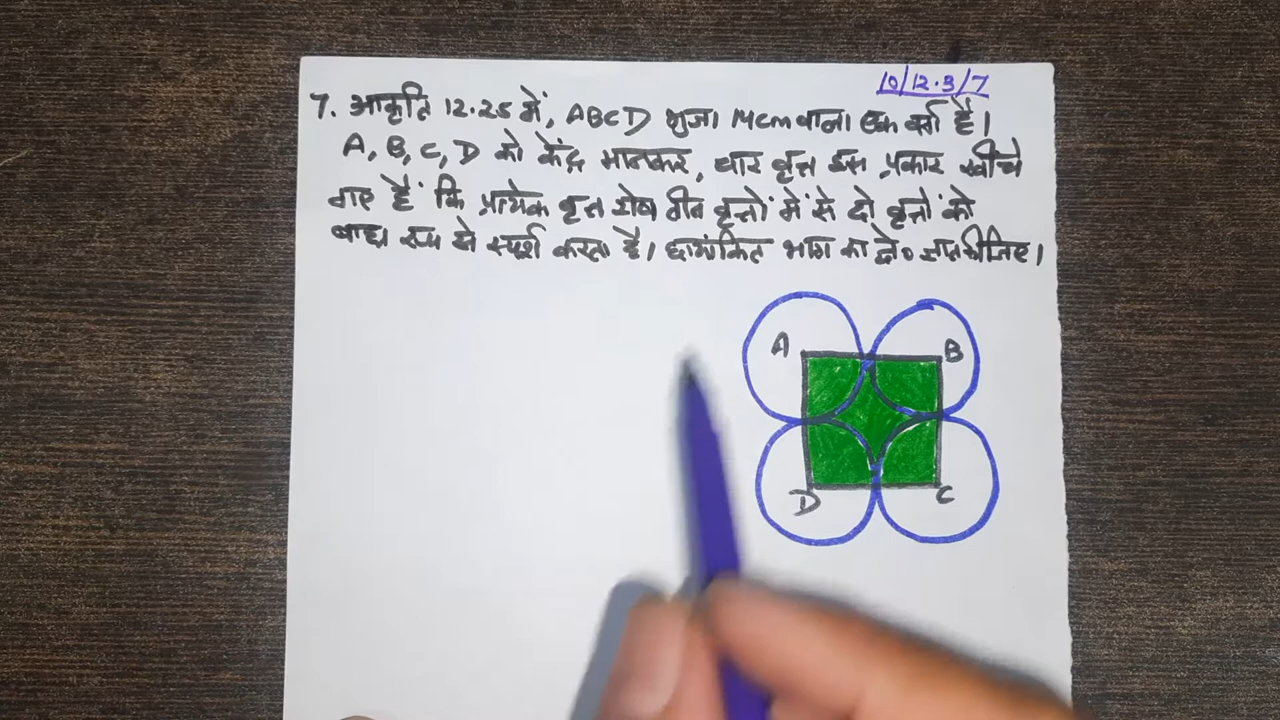 10/12.3/7
7. आकृति 12.25 में, ABCD भुजा 14cm वाला एक वर्ग है।
A, B, C, D को केंद्र मानकर, चार वृत्त इस प्रकार खींचे
गए हैं कि प्रत्येक वृत्त शेष तीन वृत्तों में से दो वृत्तों को
बाह्य रूप से स्पर्श करता है। छायांकित भाग का क्षे० ज्ञात कीजिए।
A B
D C